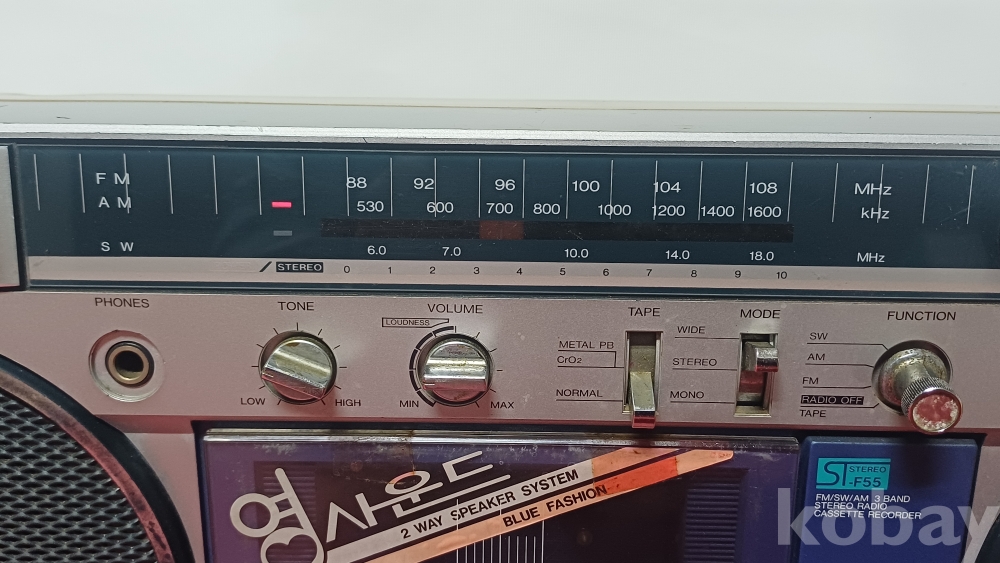 FM 88 92 96 100 104 108 MHz
AM 530 600 700 800 1000 1200 1400 1600 kHz
SW 6.0 7.0 10.0 14.0 18.0 MHz
STEREO 0 1 2 3 4 5 6 7 8 9 10
PHONES
TONE
LOW HIGH
VOLUME
LOUDNESS
MIN MAX
TAPE
METAL PB
CrO2
NORMAL
MODE
WIDE
STEREO
MONO
FUNCTION
SW
AM
FM
RADIO OFF
TAPE
영사운드
2 WAY SPEAKER SYSTEM
BLUE FASHION
ST STEREO
-F55
FM/SW/AM 3 BAND
STEREO RADIO
CASSETTE RECORDER
kobay